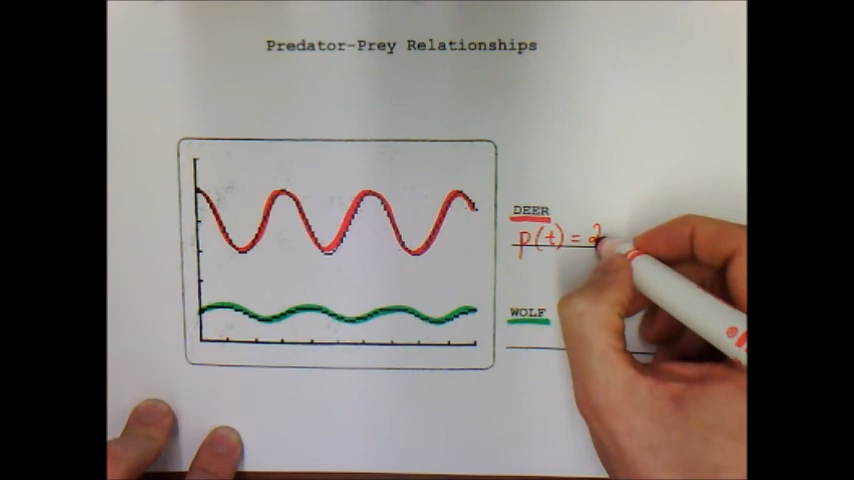 Predator-Prey Relationships
DEER
p(t) = 2
WOLF